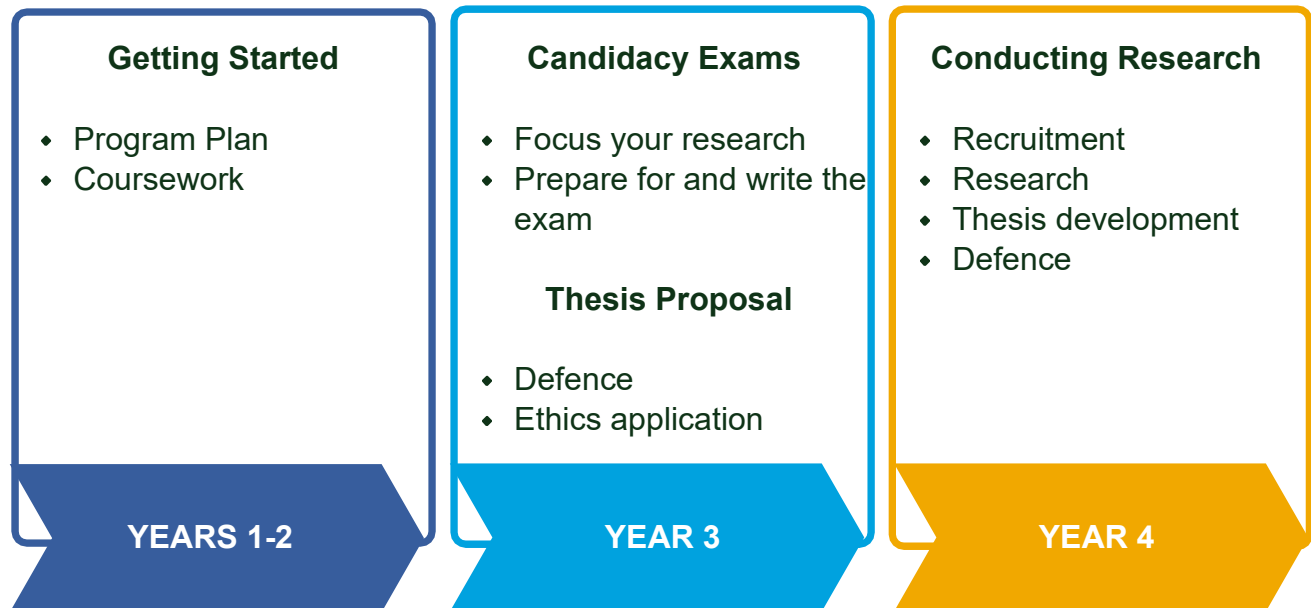 Getting Started
• Program Plan
• Coursework
YEARS 1-2
Candidacy Exams
• Focus your research
• Prepare for and write the
exam
Thesis Proposal
• Defence
• Ethics application
YEAR 3
Conducting Research
• Recruitment
• Research
• Thesis development
• Defence
YEAR 4